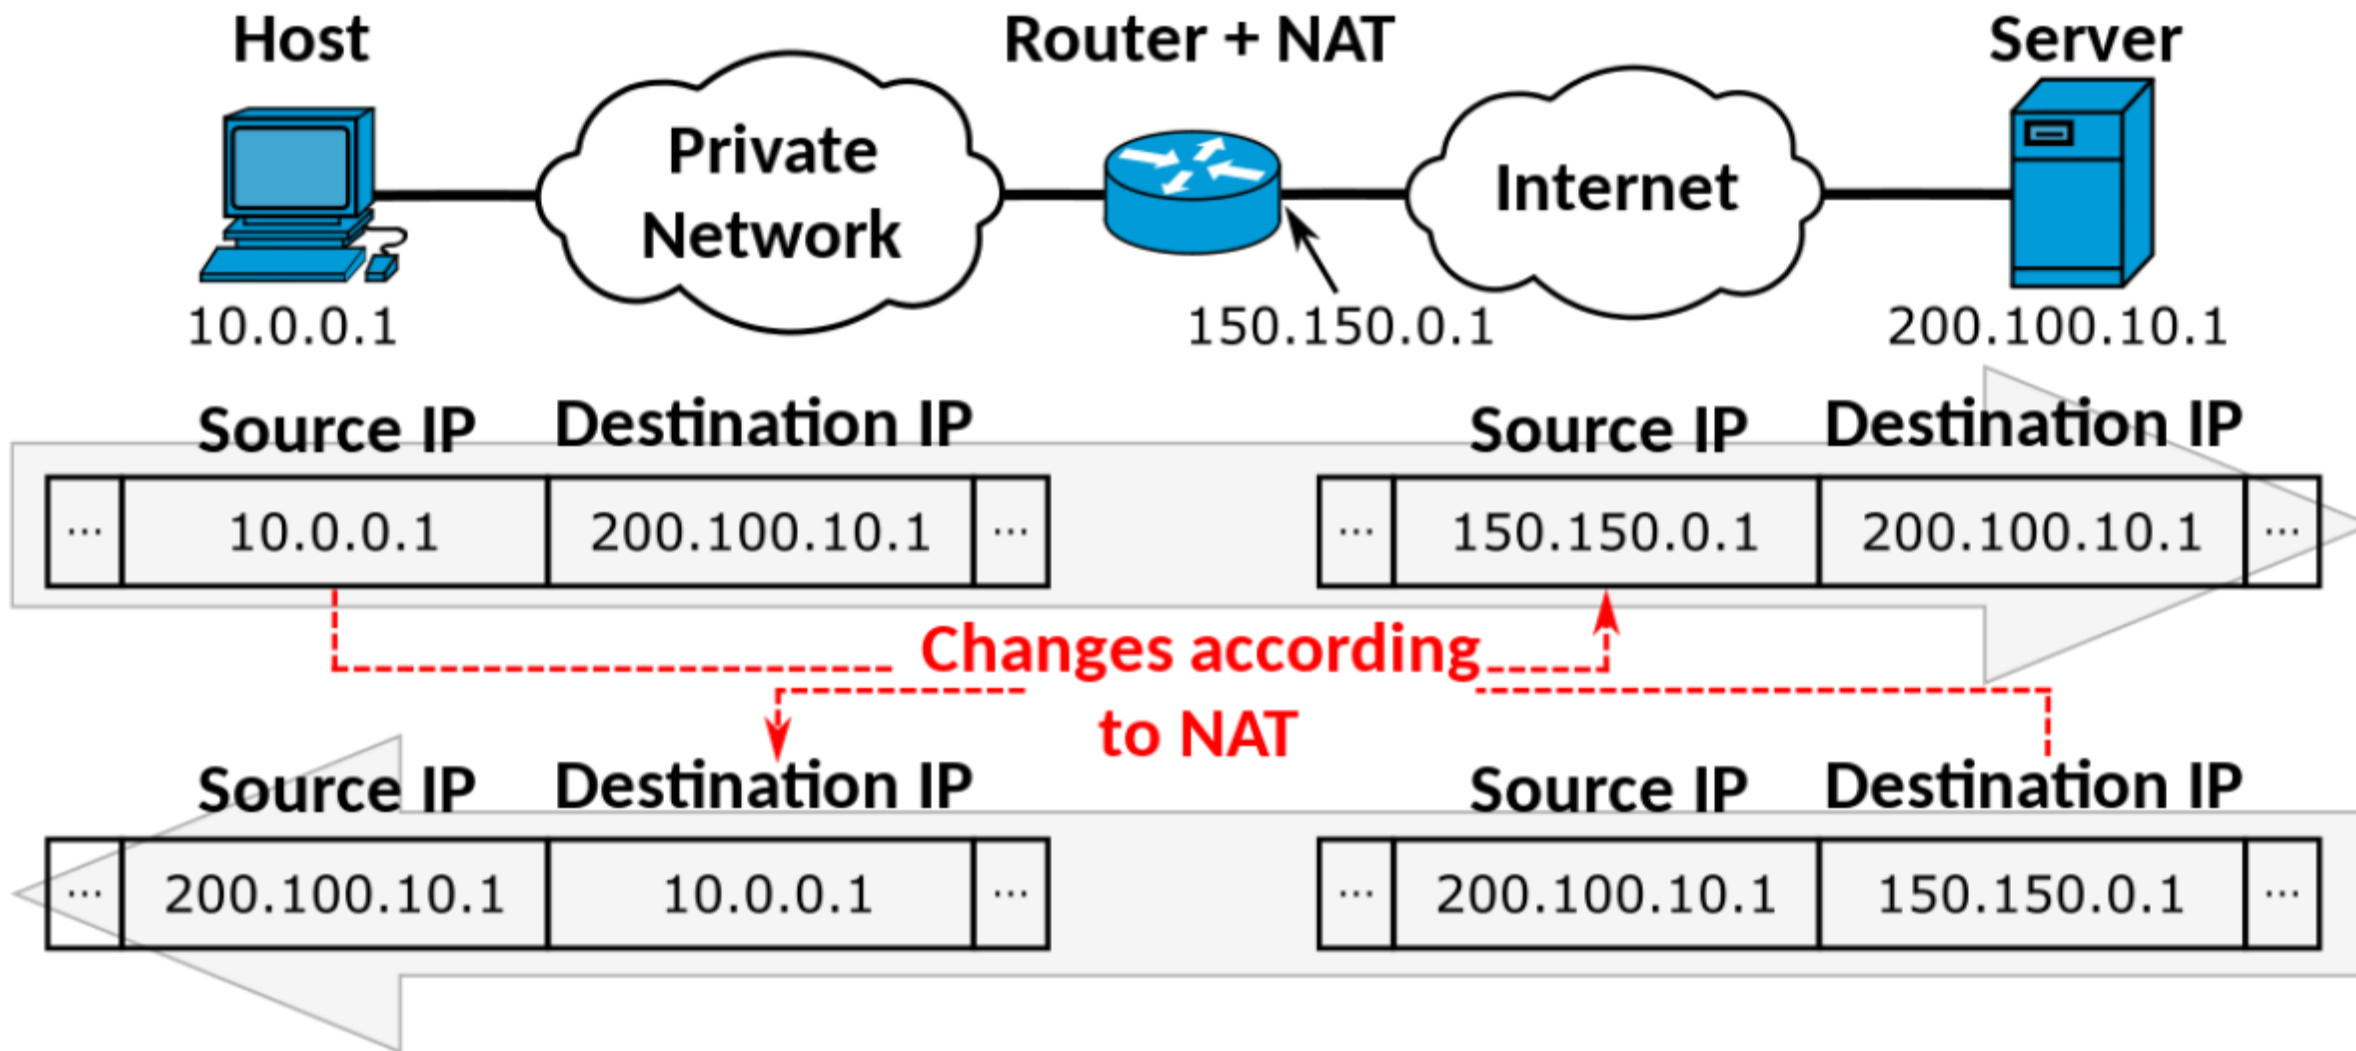 Host
Router + NAT
Server
Private
Network
Internet
10.0.0.1
150.150.0.1
200.100.10.1
Source IP Destination IP Source IP Destination IP
... 10.0.0.1 200.100.10.1 ... ... 150.150.0.1 200.100.10.1 ...
Changes according
to NAT
Source IP Destination IP Source IP Destination IP
... 200.100.10.1 10.0.0.1 ... ... 200.100.10.1 150.150.0.1 ...